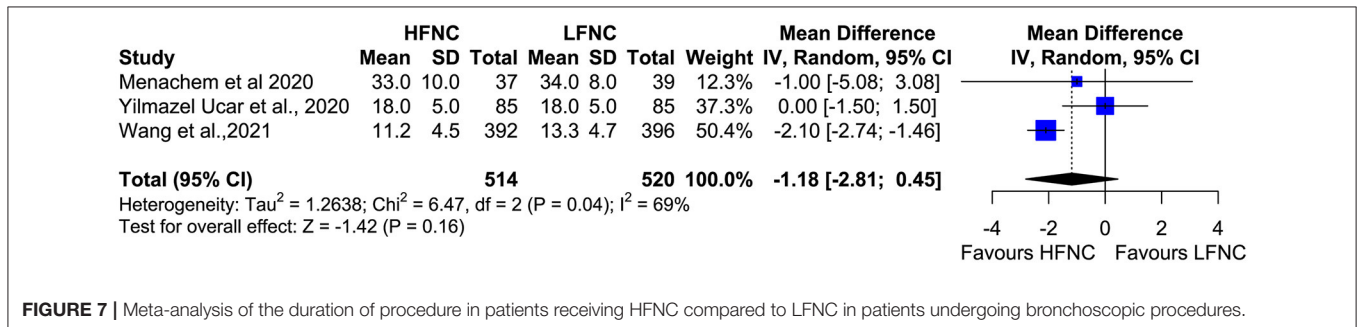 HFNC LFNC Mean Difference Mean Difference
Study Mean SD Total Mean SD Total Weight IV, Random, 95% CI IV, Random, 95% CI
Menachem et al 2020 33.0 10.0 37 34.0 8.0 39 12.3% -1.00 [-5.08; 3.08]
Yilmazel Ucar et al., 2020 18.0 5.0 85 18.0 5.0 85 37.3% 0.00 [-1.50; 1.50]
Wang et al.,2021 11.2 4.5 392 13.3 4.7 396 50.4% -2.10 [-2.74; -1.46]
Total (95% CI) 514 520 100.0% -1.18 [-2.81; 0.45]
Heterogeneity: Tau² = 1.2638; Chi² = 6.47, df = 2 (P = 0.04); I² = 69%
Test for overall effect: Z = -1.42 (P = 0.16)
-4 -2 0 2 4
Favours HFNC Favours LFNC
FIGURE 7 | Meta-analysis of the duration of procedure in patients receiving HFNC compared to LFNC in patients undergoing bronchoscopic procedures.